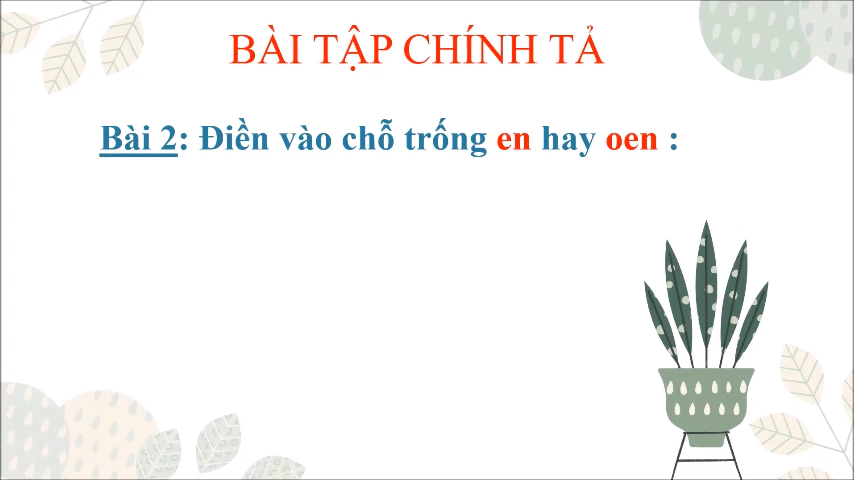 BÀI TẬP CHÍNH TẢ
Bài 2: Điền vào chỗ trống en hay oen :